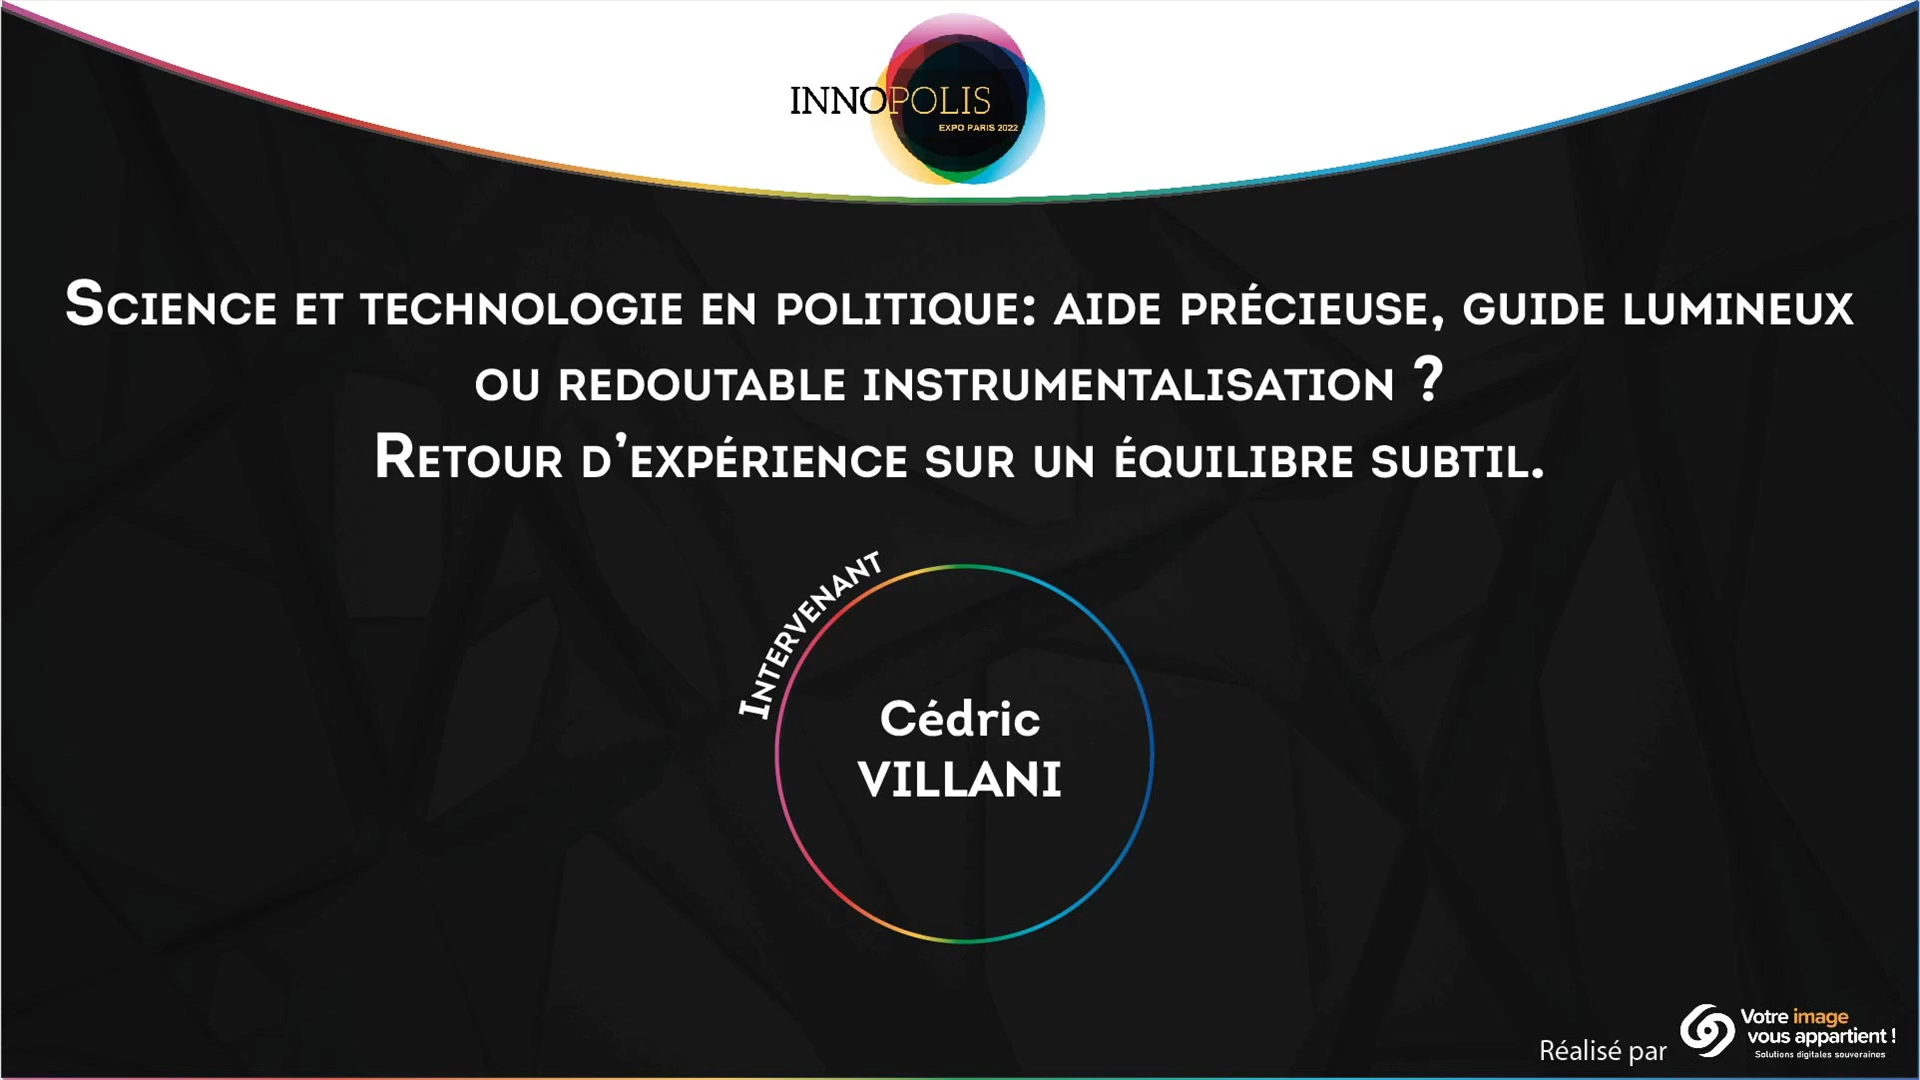 INNOPOLIS
EXPO PARIS 2022
Science et technologie en politique: aide précieuse, guide lumineux
ou redoutable instrumentalisation ?
Retour d'expérience sur un équilibre subtil.
Intervenant
Cédric
VILLANI
Réalisé par
Votre image
vous appartient !
Solutions digitales souveraines